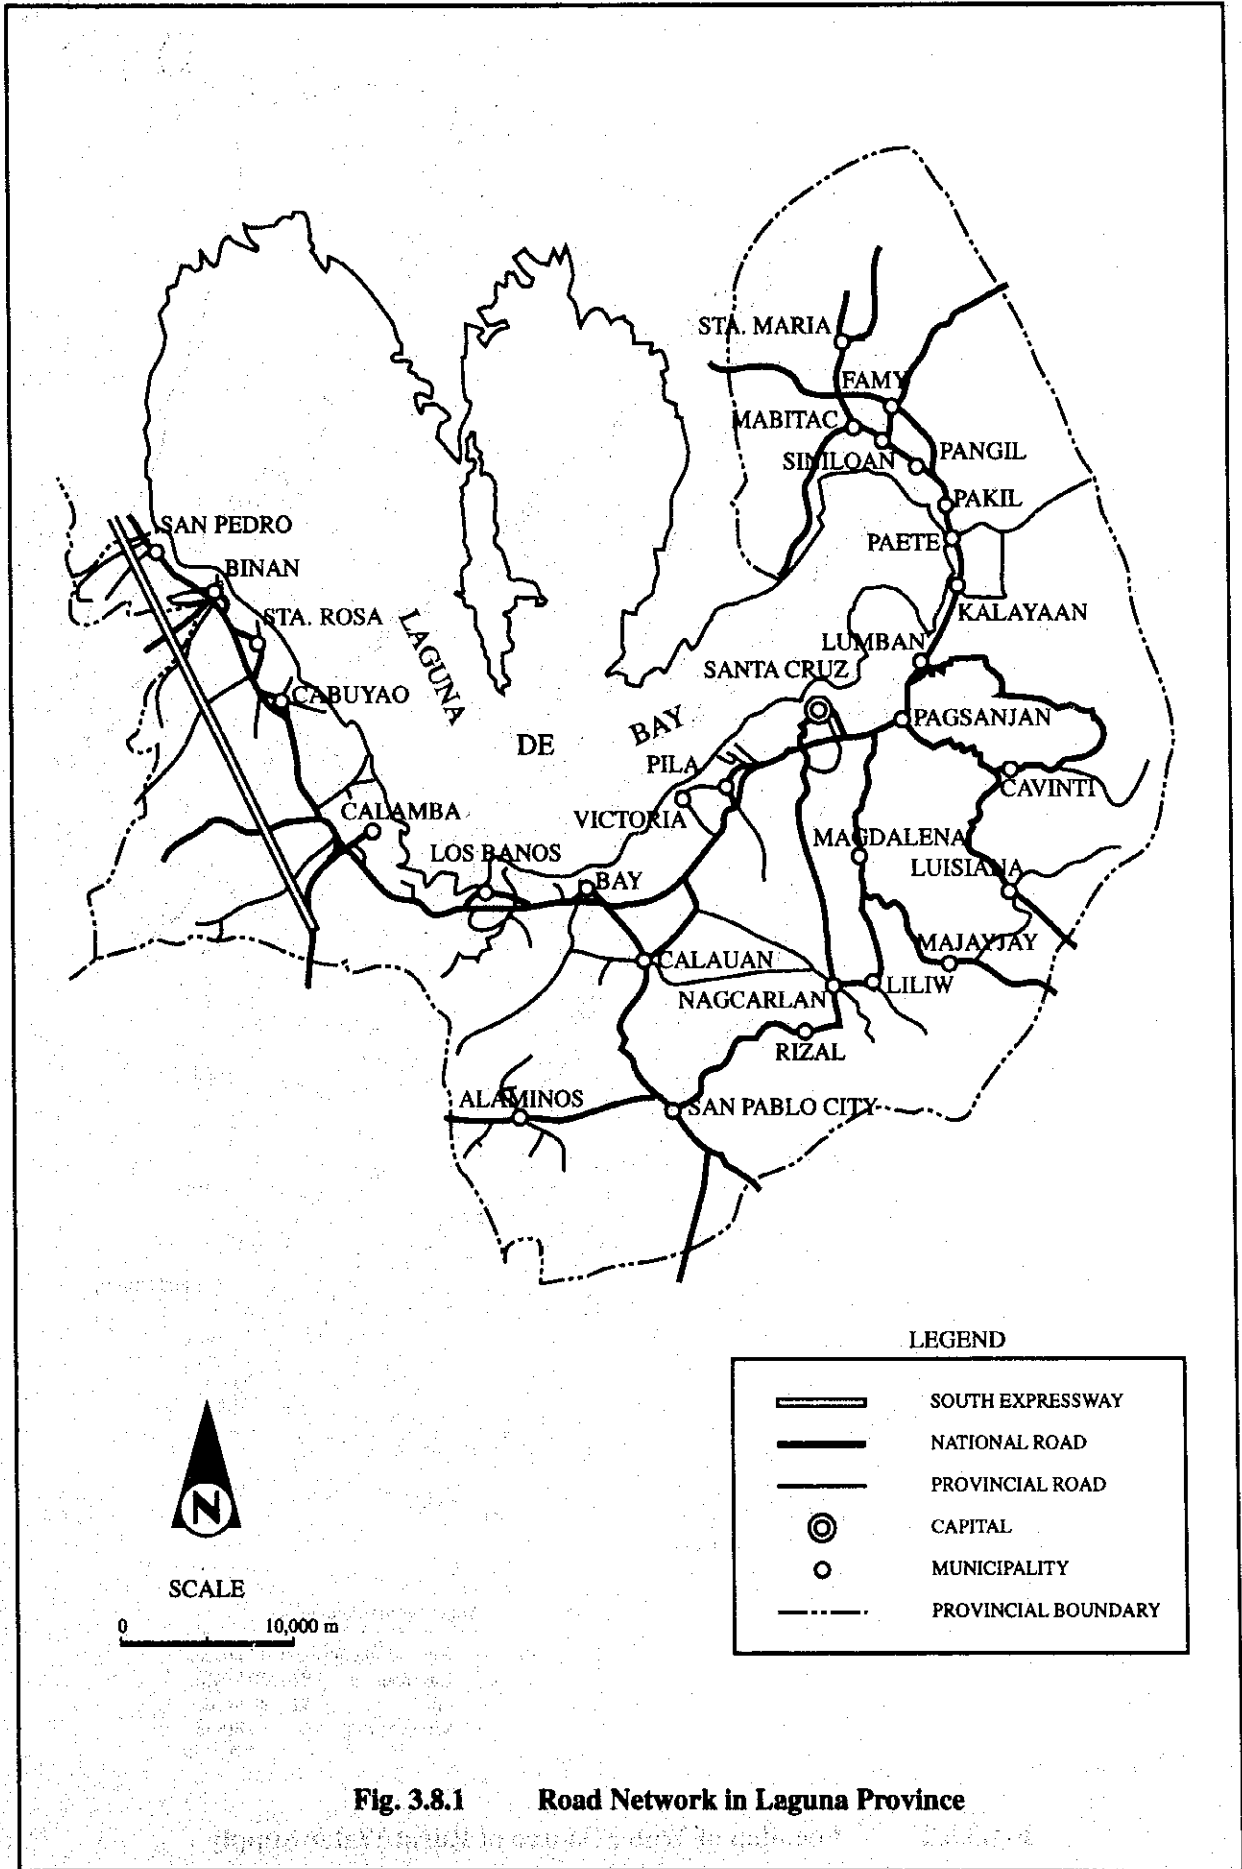 STA. MARIA
FAMY
MABITAC
SINILOAN
PANGIL
PAKIL
PAETE
KALAYAAN
SAN PEDRO
BINAN
STA. ROSA
CABUYAO
LAGUNA
DE
BAY
LUMBAN
SANTA CRUZ
PAGSANJAN
CAVINTI
PILA
VICTORIA
CALAMBA
LOS BANOS
BAY
MAGDALENA
LUISIANA
MAJAYJAY
CALAUAN
NAGCARLAN
LILIW
RIZAL
ALAMINOS
SAN PABLO CITY
LEGEND
SOUTH EXPRESSWAY
NATIONAL ROAD
PROVINCIAL ROAD
CAPITAL
MUNICIPALITY
PROVINCIAL BOUNDARY
N
SCALE
0 10,000 m
Fig. 3.8.1 Road Network in Laguna Province